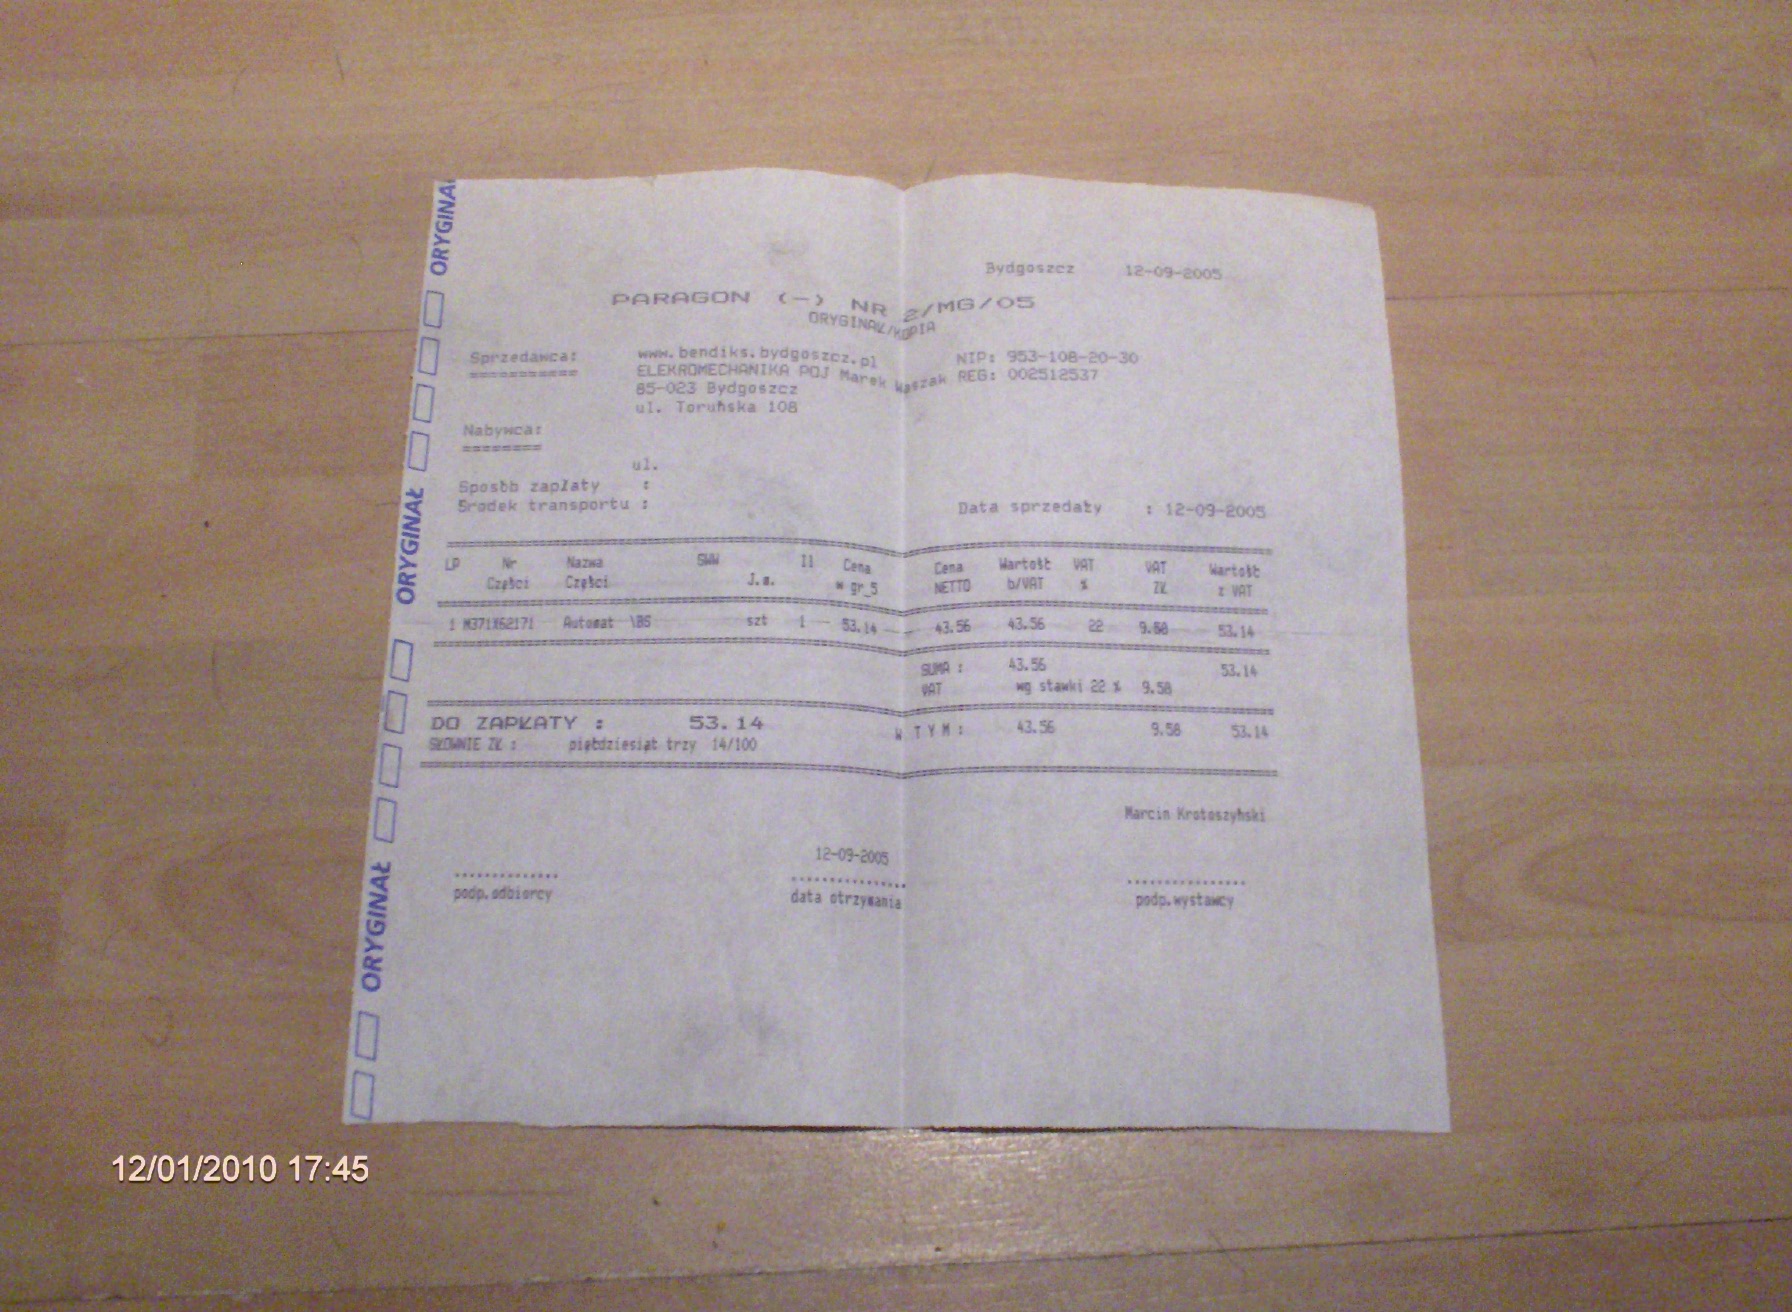 Bydgoszcz 12-09-2005
PARAGON (-) NR 2/MG/05
ORYGINAŁ/KOPIA
Sprzedawca: www.bendiks.bydgoszcz.pl NIP: 953-108-20-30
=========== ELEKROMECHANIKA POJ Marek Waszak REG: 002512537
85-023 Bydgoszcz
ul. Toruńska 108
Nabywca:
========
ul.
Sposób zapłaty :
Środek transportu : Data sprzedaży : 12-09-2005
LP Nr Nazwa SWW Il Cena Cena Wartość VAT VAT Wartość
Części Części J.m. w gr_5 NETTO b/VAT % ZŁ z VAT
1 M371X62171 Automat \BS szt 1 53.14 43.56 43.56 22 9.58 53.14
SUMA : 43.56 53.14
VAT wg stawki 22 % 9.58
DO ZAPŁATY : 53.14 W T Y M : 43.56 9.58 53.14
SŁOWNIE ZŁ : pięćdziesiąt trzy 14/100
Marcin Krotoszyński
12-09-2005
podp.odbiorcy data otrzymania podp.wystawcy
ORYGINAŁ
ORYGINAŁ
ORYGINA
12/01/2010 17:45